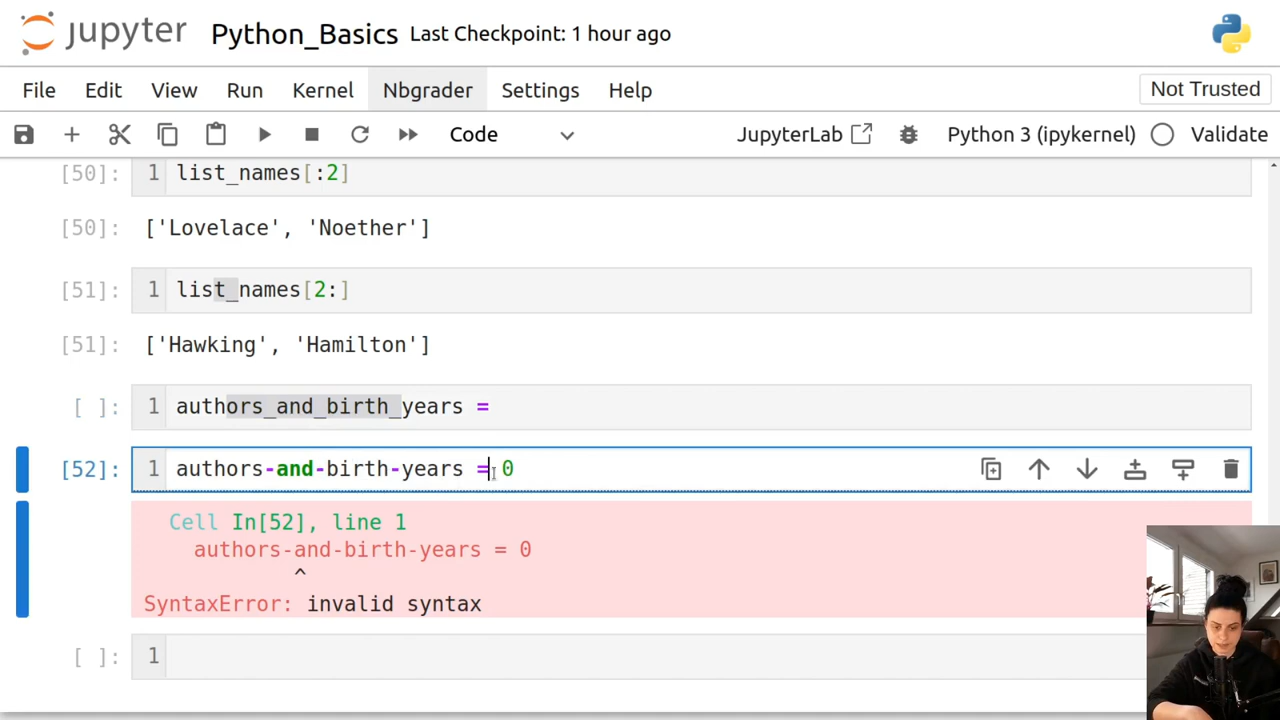 jupyter Python_Basics Last Checkpoint: 1 hour ago
File Edit View Run Kernel Nbgrader Settings Help Not Trusted
Code JupyterLab Python 3 (ipykernel) Validate
[50]: 1 list_names[:2]
[50]: ['Lovelace', 'Noether']
[51]: 1 list_names[2:]
[51]: ['Hawking', 'Hamilton']
[ ]: 1 authors_and_birth_years =
[52]: 1 authors-and-birth-years = 0
Cell In[52], line 1
authors-and-birth-years = 0
^
SyntaxError: invalid syntax
[ ]: 1